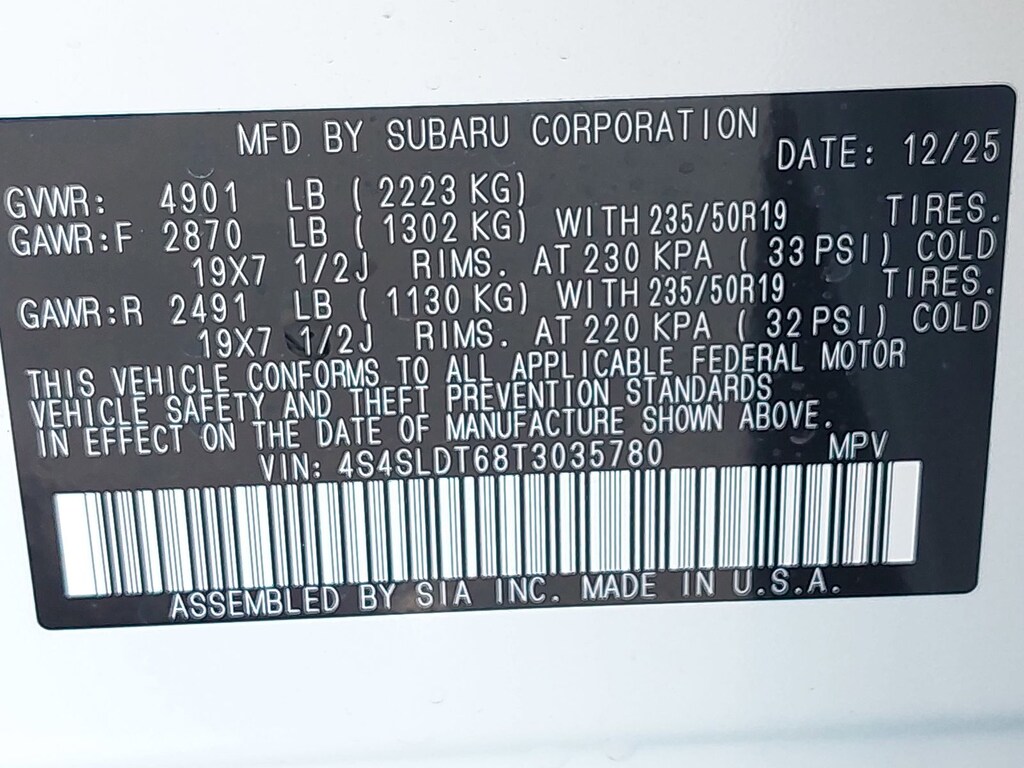 MFD BY SUBARU CORPORATION DATE: 12/25
GVWR: 4901 LB ( 2223 KG)
GAWR:F 2870 LB ( 1302 KG) WITH 235/50R19 TIRES.
19X7 1/2J RIMS. AT 230 KPA ( 33 PSI) COLD
GAWR:R 2491 LB ( 1130 KG) WITH 235/50R19 TIRES.
19X7 1/2J RIMS. AT 220 KPA ( 32 PSI) COLD
THIS VEHICLE CONFORMS TO ALL APPLICABLE FEDERAL MOTOR
VEHICLE SAFETY AND THEFT PREVENTION STANDARDS
IN EFFECT ON THE DATE OF MANUFACTURE SHOWN ABOVE.
VIN: 4S4SLDT68T3035780 MPV
ASSEMBLED BY SIA INC. MADE IN U.S.A.